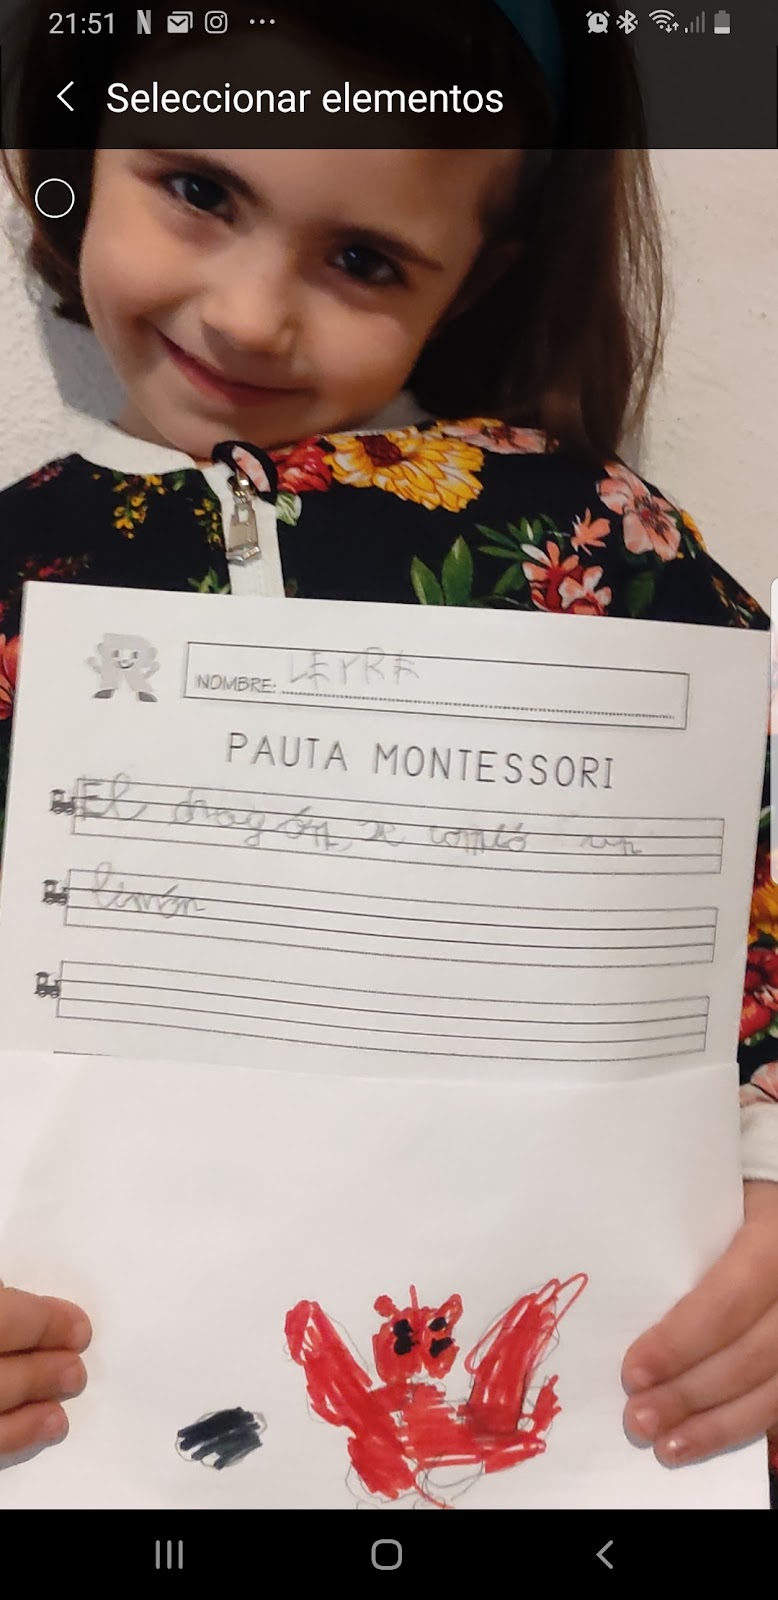 21:51
Seleccionar elementos
NOMBRE: LEYRE
PAUTA MONTESSORI
El dragón se comió un
limón